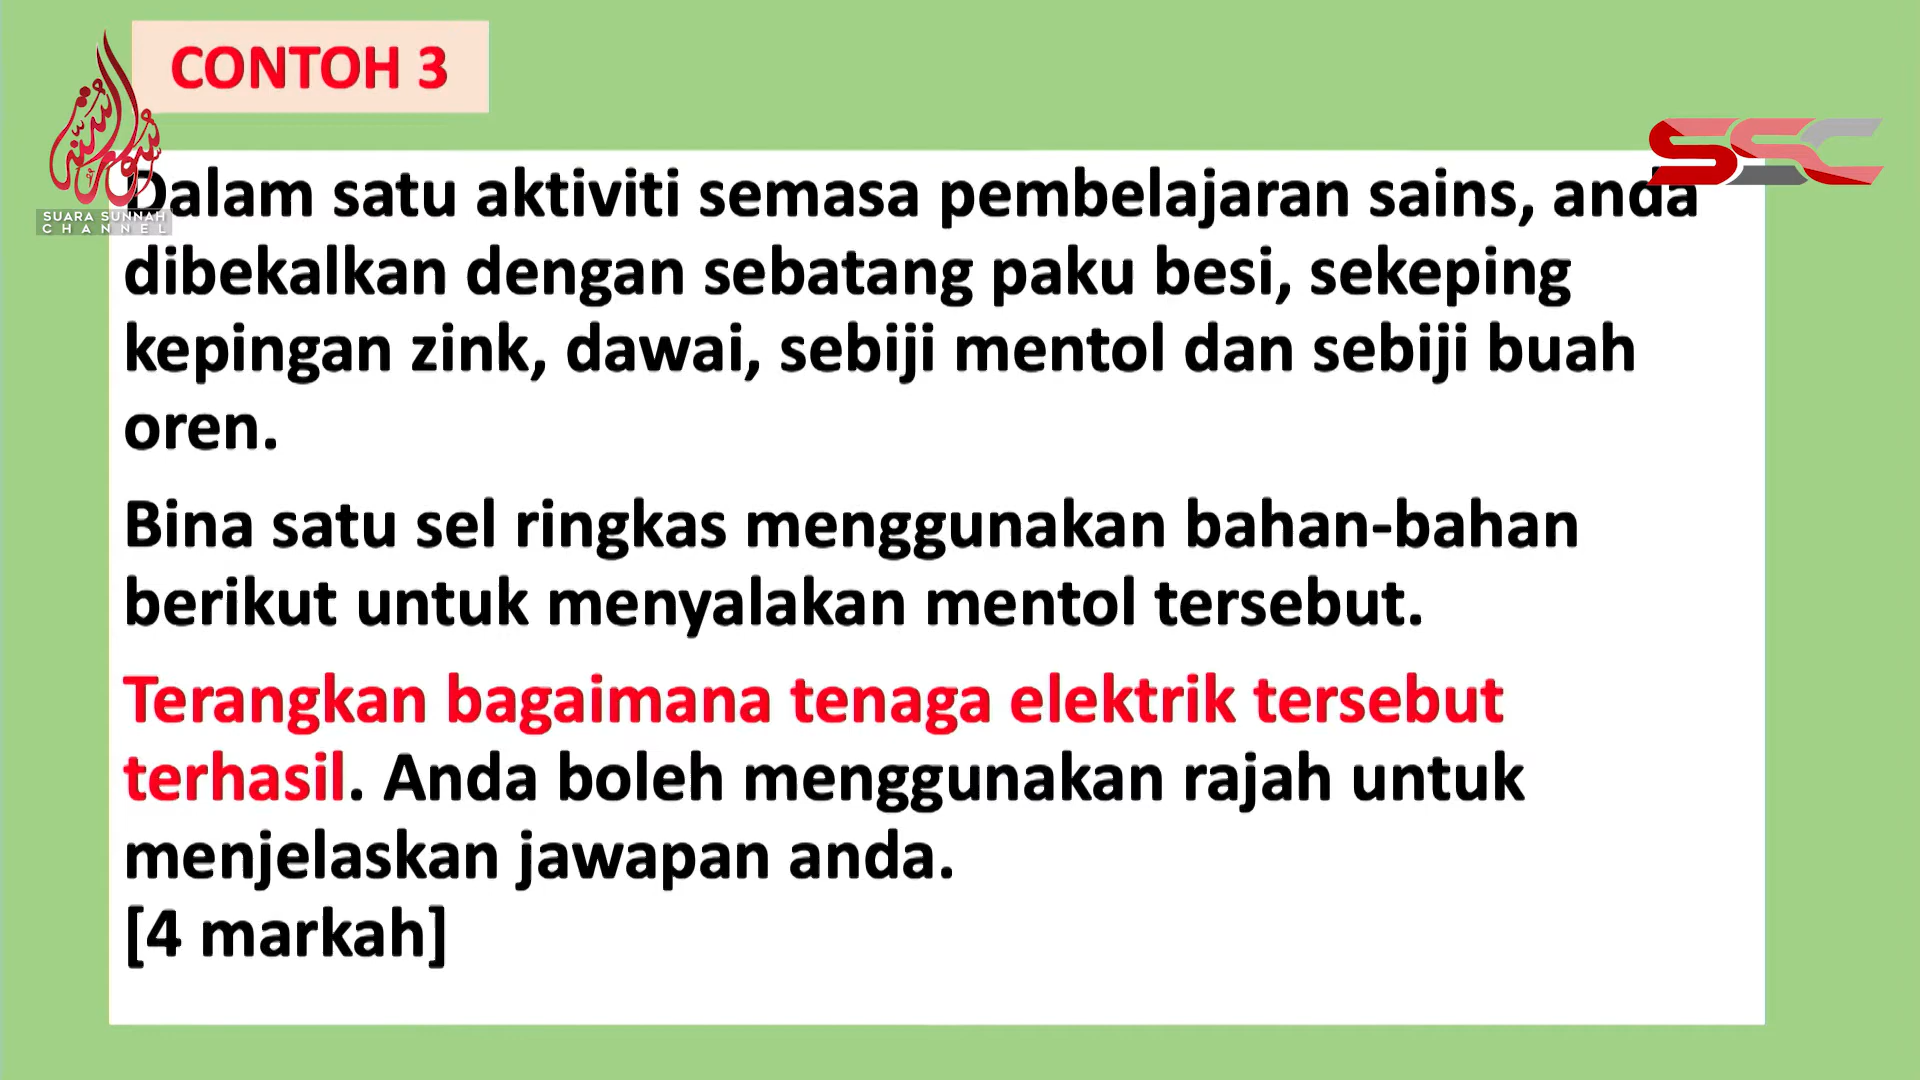 CONTOH 3
SUARA SUNNAH
CHANNEL
SSC
Dalam satu aktiviti semasa pembelajaran sains, anda
dibekalkan dengan sebatang paku besi, sekeping
kepingan zink, dawai, sebiji mentol dan sebiji buah
oren.
Bina satu sel ringkas menggunakan bahan-bahan
berikut untuk menyalakan mentol tersebut.
Terangkan bagaimana tenaga elektrik tersebut
terhasil. Anda boleh menggunakan rajah untuk
menjelaskan jawapan anda.
[4 markah]